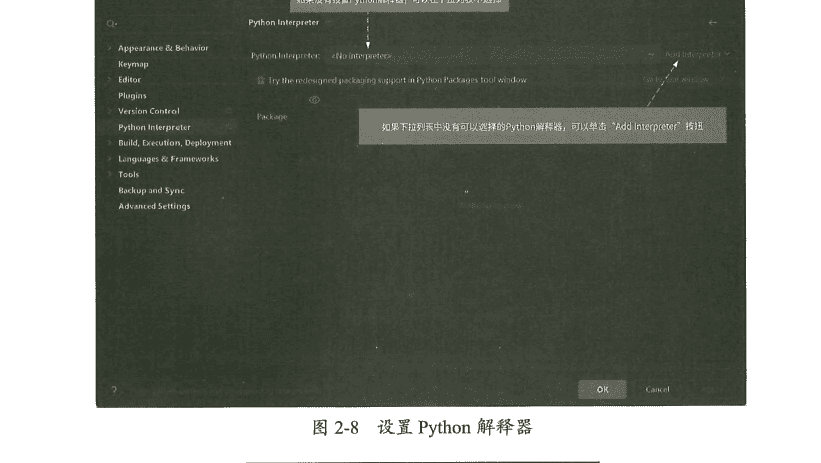 Python Interpreter
Python Interpreter: <No interpreter>
Add Interpreter
Try the redesigned packaging support in Python Packages tool window
Package
如果下拉列表中没有可以选择的Python解释器，可以单击“Add Interpreter”按钮
Appearance & Behavior
Keymap
Editor
Plugins
Version Control
Python Interpreter
Build, Execution, Deployment
Languages & Frameworks
Tools
Backup and Sync
Advanced Settings
?
OK
Cancel
图 2-8 设置 Python 解释器